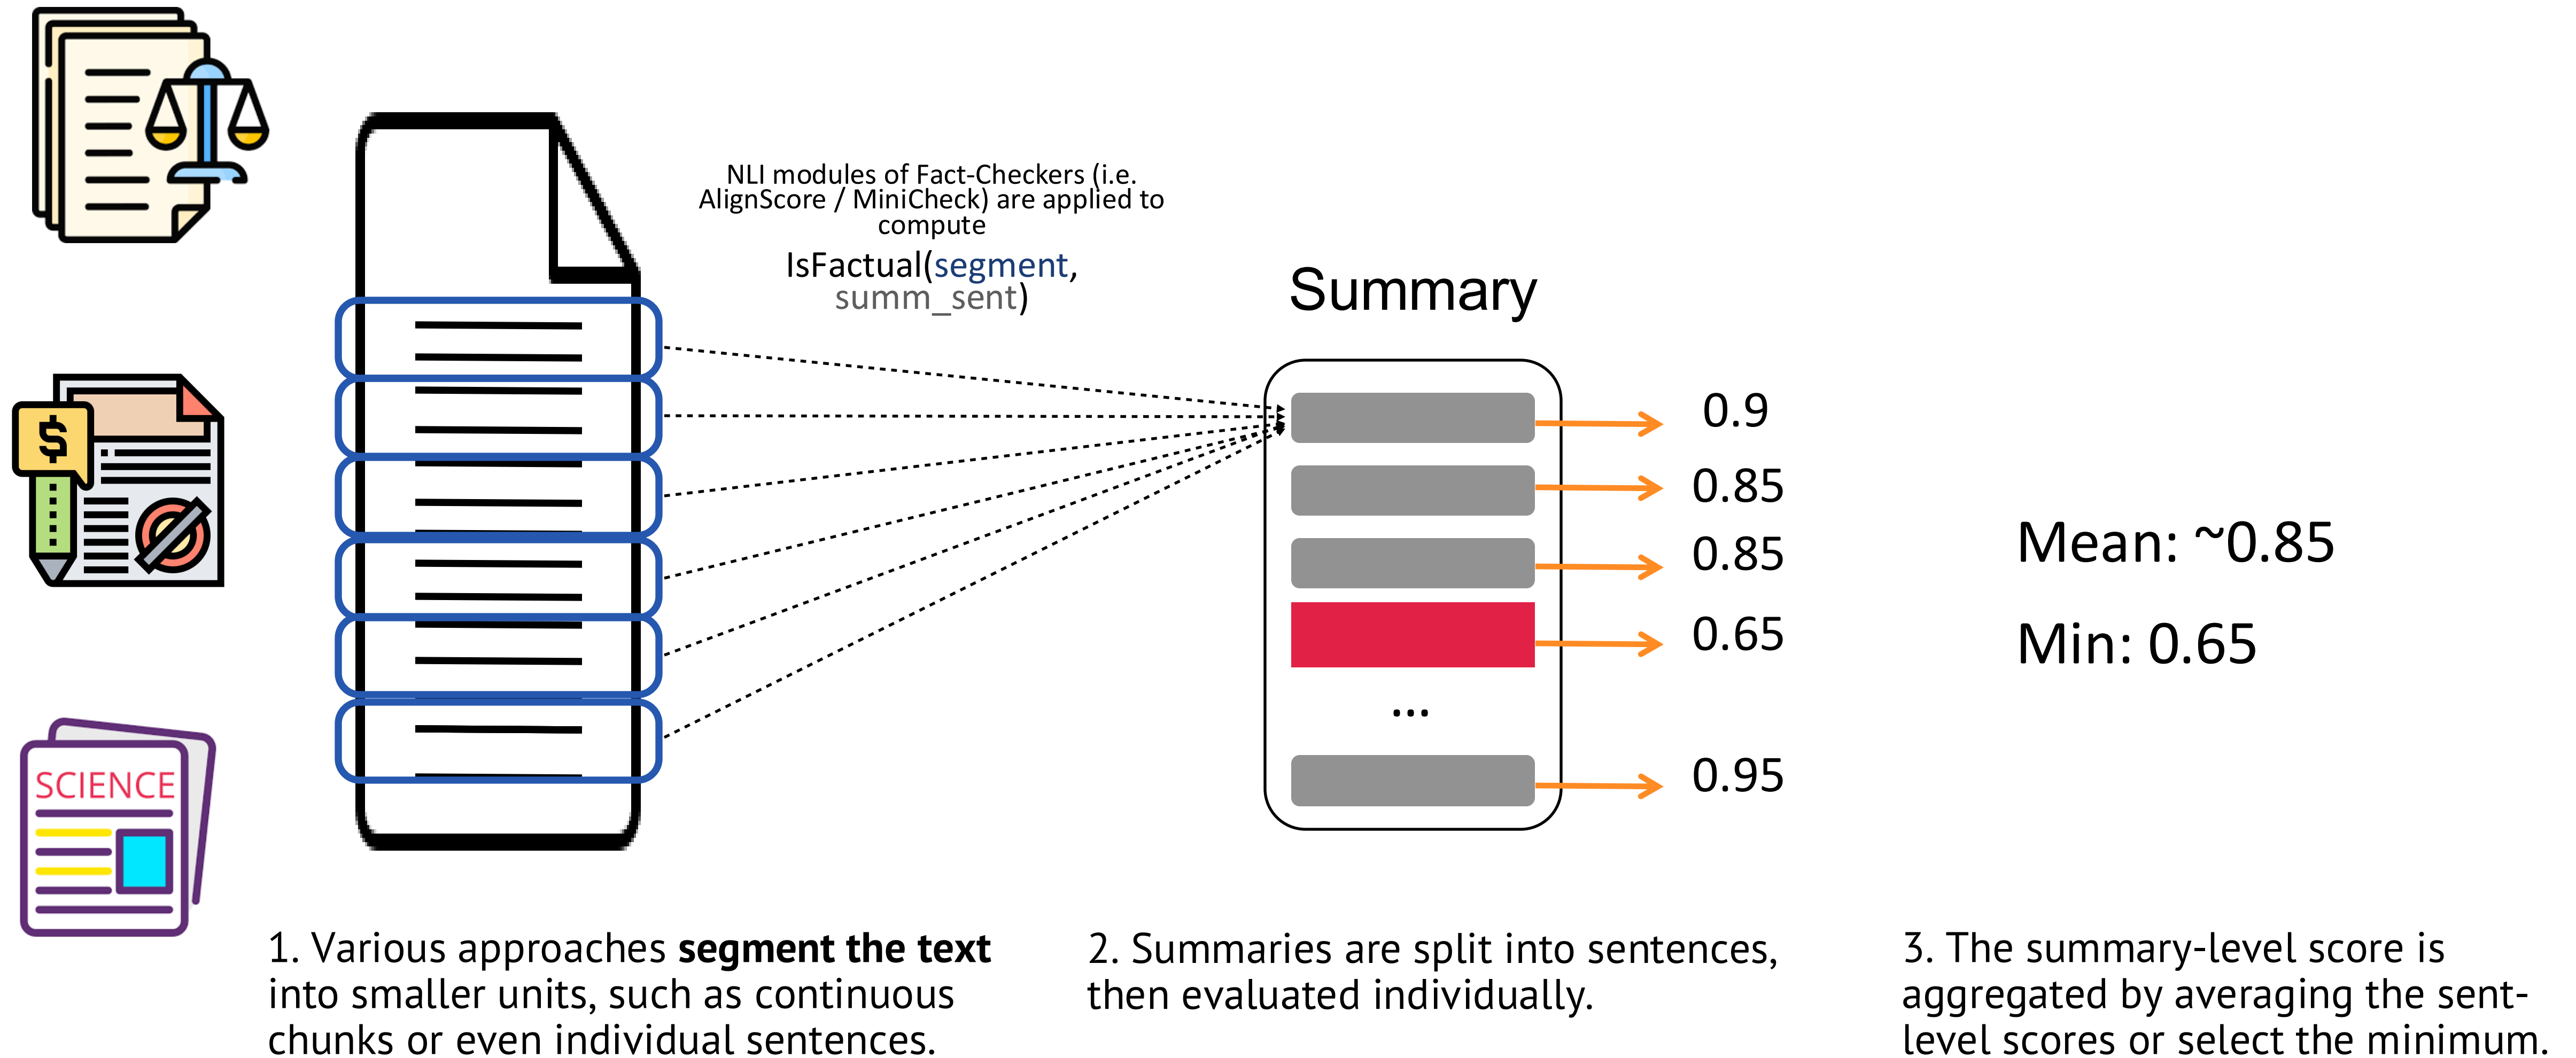 NLI modules of Fact-Checkers (i.e.
AlignScore / MiniCheck) are applied to
compute
IsFactual(segment,
summ_sent)
Summary
0.9
0.85
0.85
0.65
...
0.95
Mean: ~0.85
Min: 0.65
$
SCIENCE
1. Various approaches segment the text
into smaller units, such as continuous
chunks or even individual sentences.
2. Summaries are split into sentences,
then evaluated individually.
3. The summary-level score is
aggregated by averaging the sent-
level scores or select the minimum.